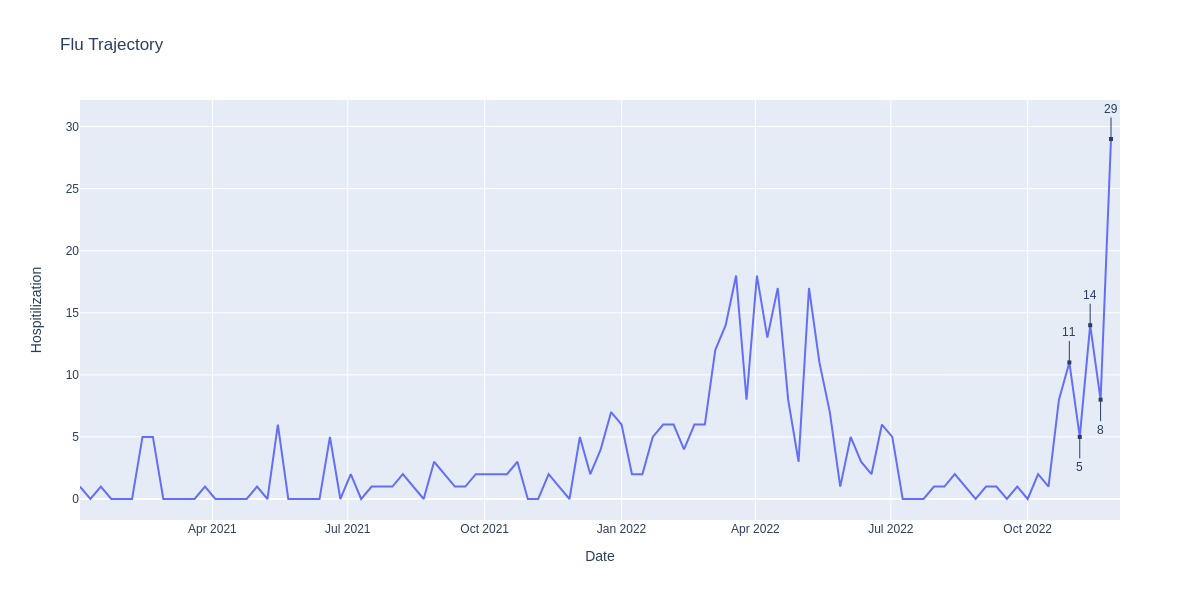 Flu Trajectory
29
30
25
20
15
14
11
10
8
5
5
0
Hospitilization
Apr 2021
Jul 2021
Oct 2021
Jan 2022
Apr 2022
Jul 2022
Oct 2022
Date